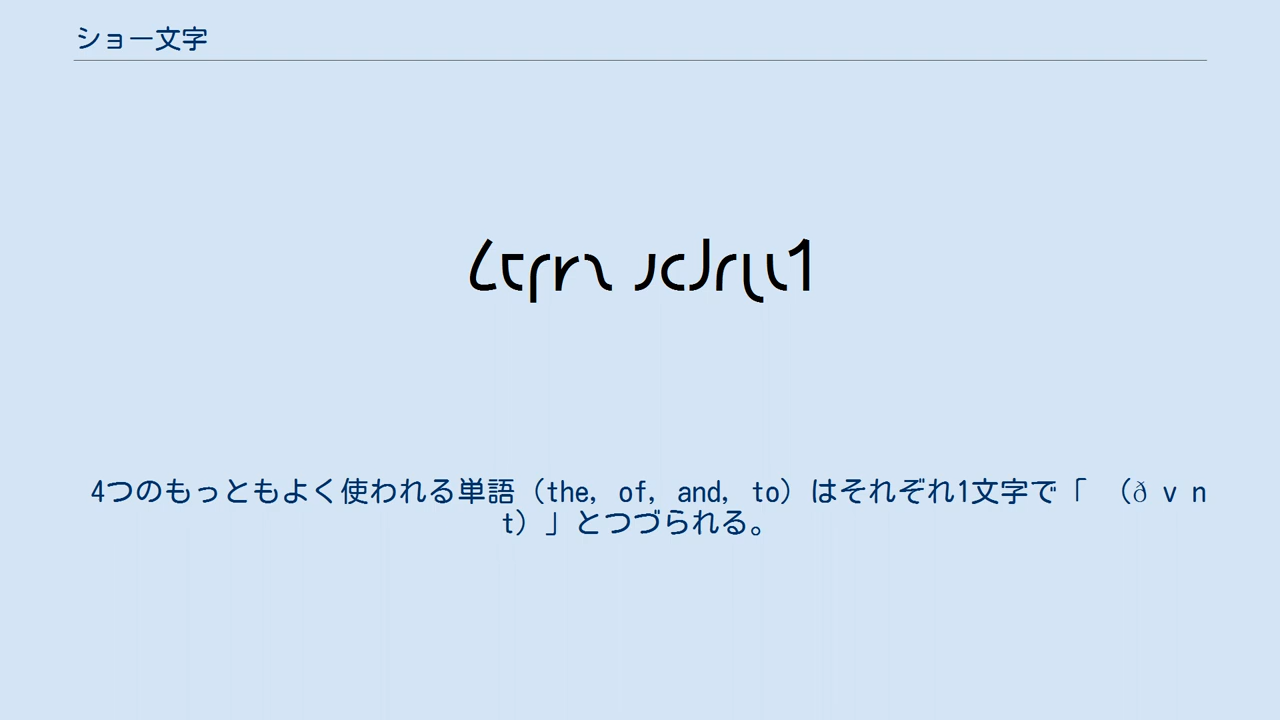 ショー文字
𐑖𐑱𐑝𐑾𐑯 𐑨𐑤𐑓𐑩𐑚𐑧𐑑
4つのもっともよく使われる単語（the, of, and, to）はそれぞれ1文字で「　（ð v n
t）」とつづられる。